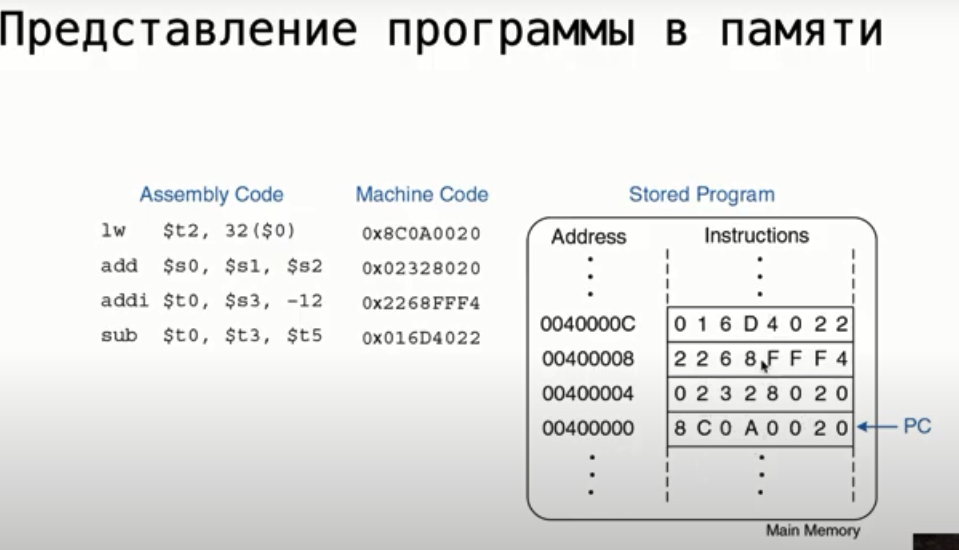 Представление программы в памяти
Assembly Code
lw $t2, 32($0)
add $s0, $s1, $s2
addi $t0, $s3, -12
sub $t0, $t3, $t5
Machine Code
0x8C0A0020
0x02328020
0x2268FFF4
0x016D4022
Stored Program
Address Instructions
0040000C 0 1 6 D 4 0 2 2
00400008 2 2 6 8 F F F 4
00400004 0 2 3 2 8 0 2 0
00400000 8 C 0 A 0 0 2 0 PC
Main Memory